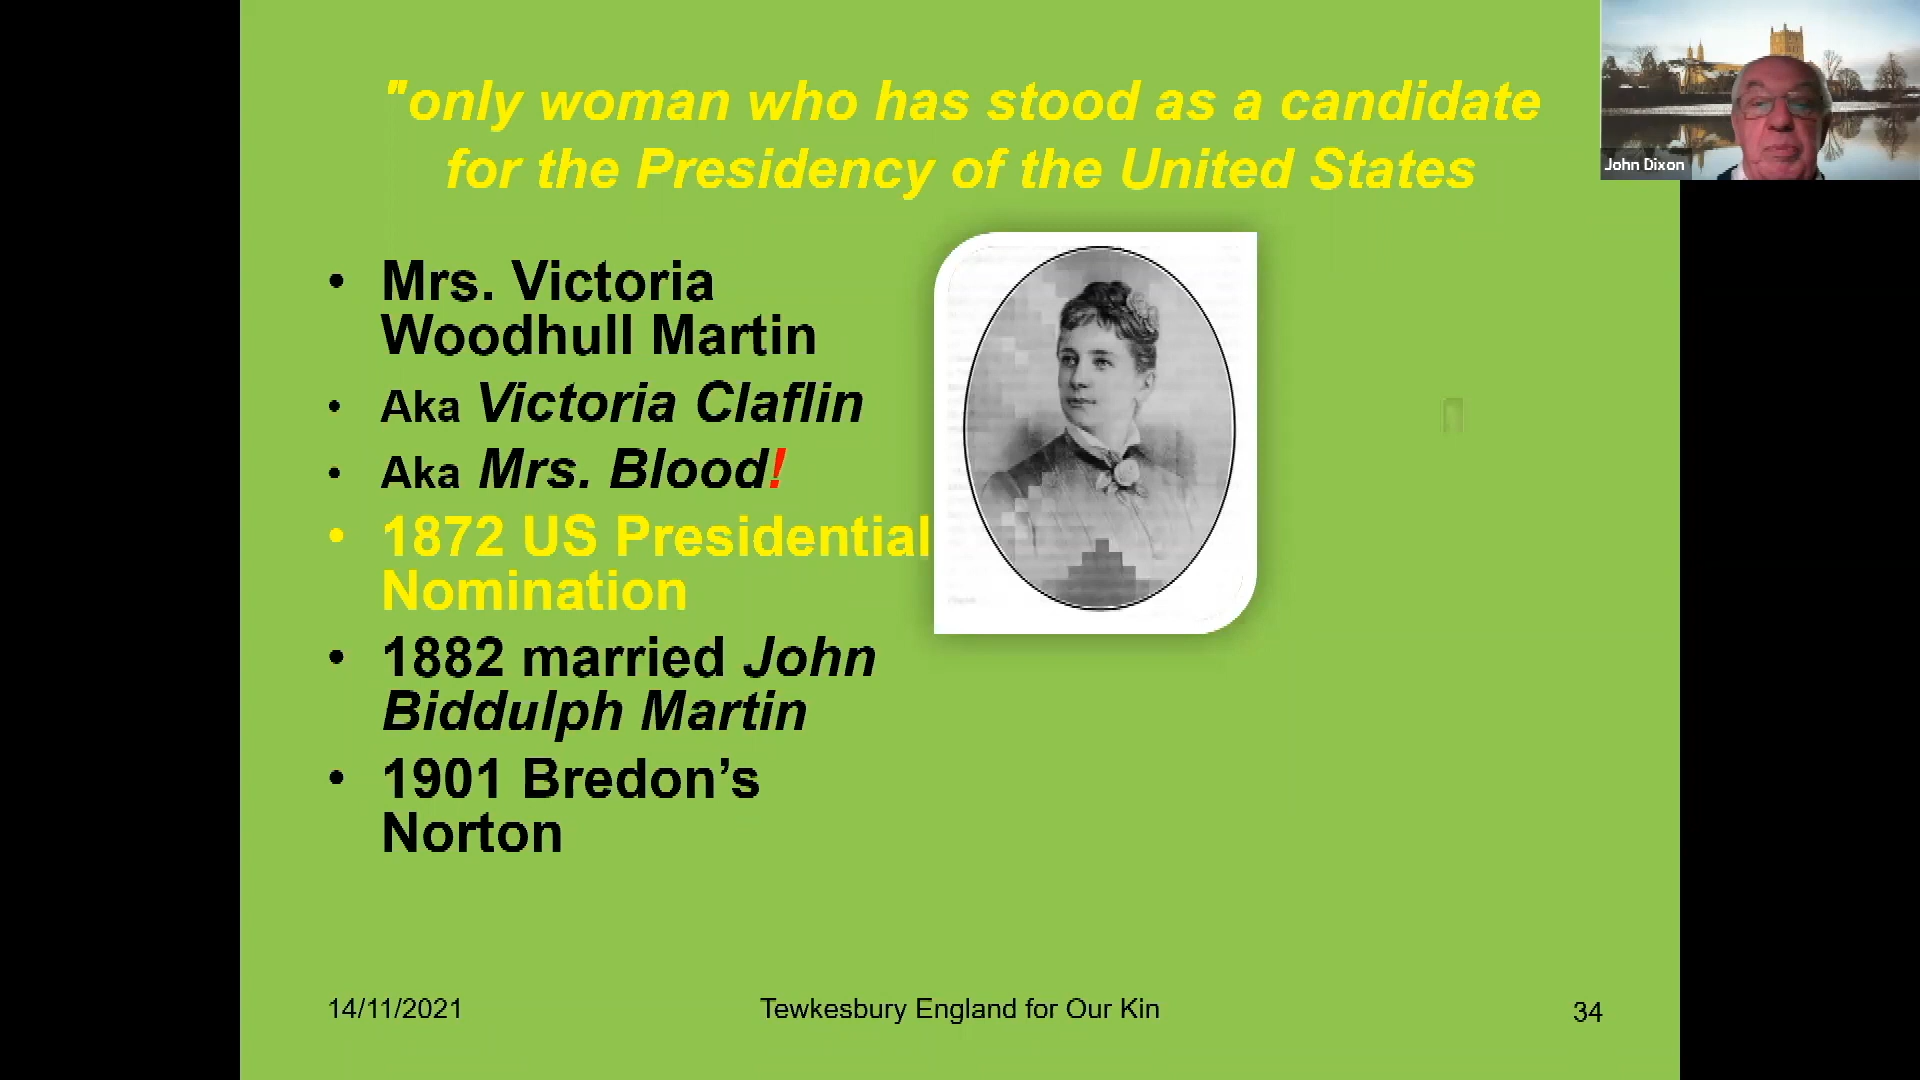 "only woman who has stood as a candidate
for the Presidency of the United States
John Dixon
• Mrs. Victoria
Woodhull Martin
• Aka Victoria Claflin
• Aka Mrs. Blood!
• 1872 US Presidential
Nomination
• 1882 married John
Biddulph Martin
• 1901 Bredon’s
Norton
14/11/2021
Tewkesbury England for Our Kin
34